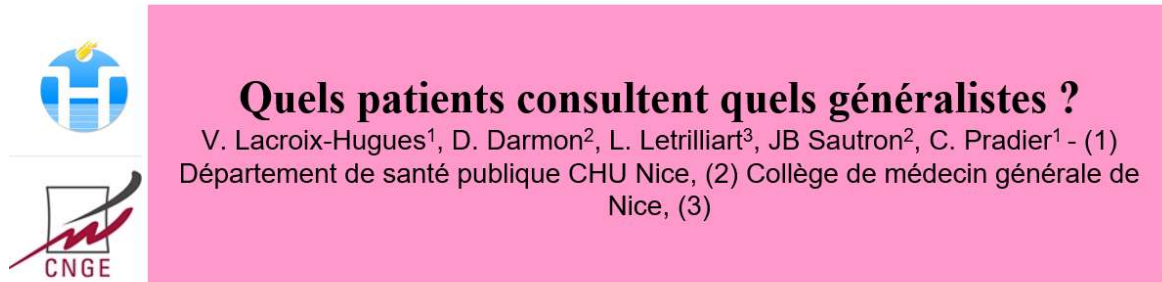 Quels patients consultent quels généralistes ?
V. Lacroix-Hugues¹, D. Darmon², L. Letrilliart³, JB Sautron², C. Pradier¹ - (1)
Département de santé publique CHU Nice, (2) Collège de médecin générale de
Nice, (3)
H
CNGE